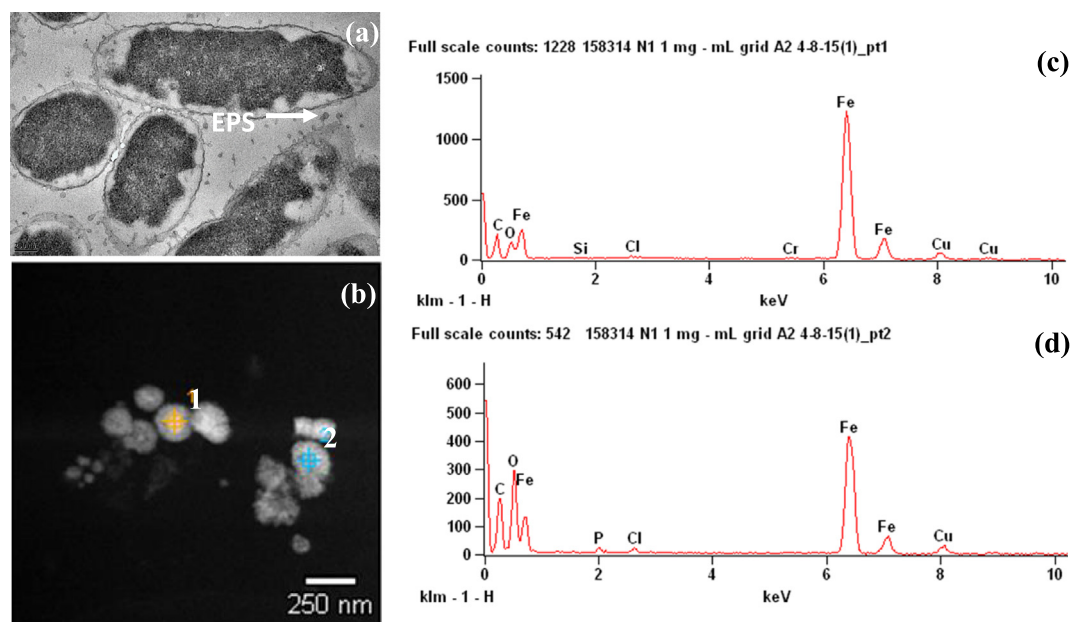 (a)
EPS
(b)
1
2
250 nm
Full scale counts: 1228 158314 N1 1 mg - mL grid A2 4-8-15(1)_pt1
(c)
1500
1000
500
0
C
O
Fe
Si
Cl
Cr
Fe
Fe
Cu
Cu
0 2 4 6 8 10
klm - 1 - H keV
Full scale counts: 542 158314 N1 1 mg - mL grid A2 4-8-15(1)_pt2
(d)
600
500
400
300
200
100
0
C
O
Fe
P
Cl
Fe
Fe
Cu
0 2 4 6 8 10
klm - 1 - H keV